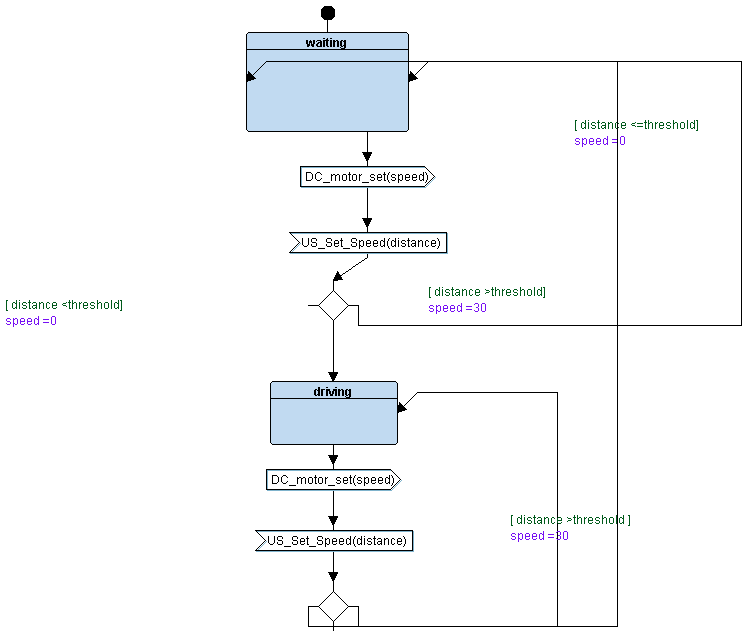 waiting
[ distance <=threshold]
speed =0
DC_motor_set(speed)
US_Set_Speed(distance)
[ distance <threshold]
speed =0
[ distance >threshold]
speed =30
driving
DC_motor_set(speed)
US_Set_Speed(distance)
[ distance >threshold ]
speed =30